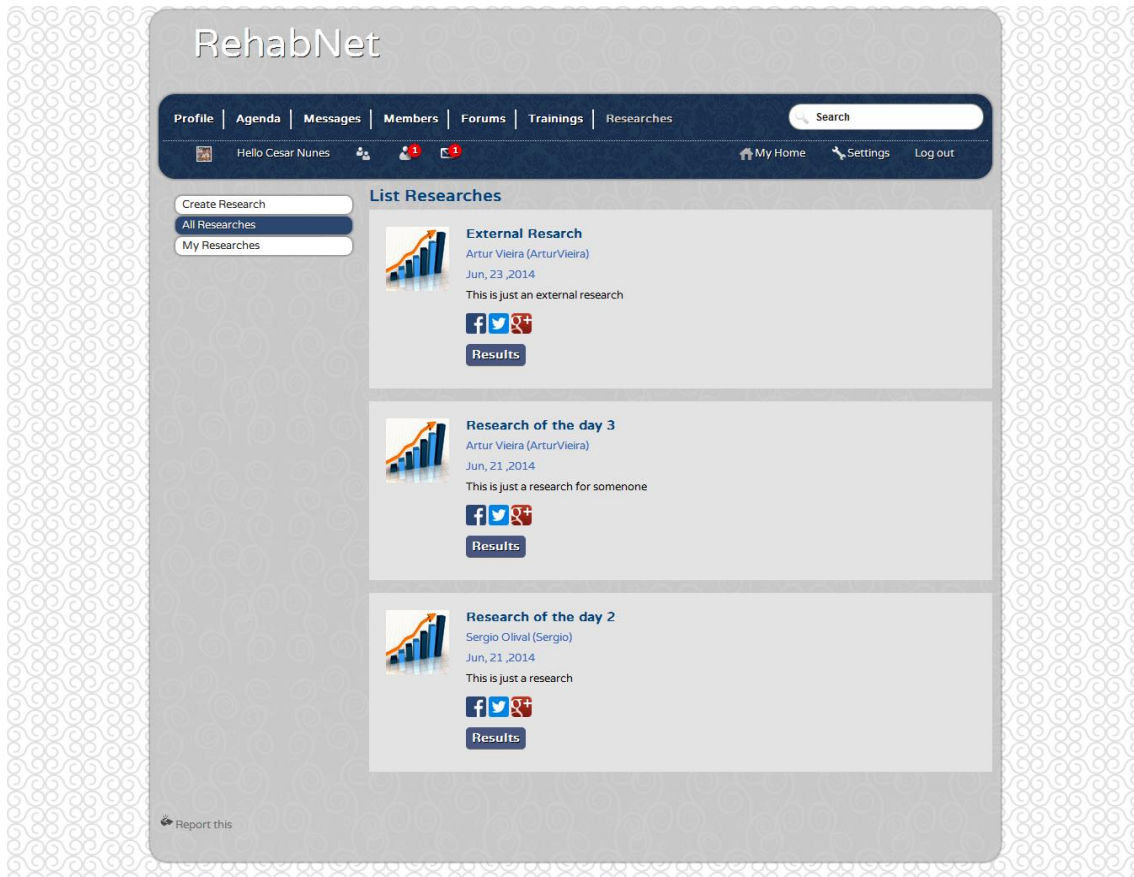 RehabNet
Profile | Agenda | Messages | Members | Forums | Trainings | Researches
Search
Hello Cesar Nunes
1
1
My Home
Settings
Log out
Create Research
All Researches
My Researches
List Researches
External Resarch
Artur Vieira (ArturVieira)
Jun, 23 ,2014
This is just an external research
Results
Research of the day 3
Artur Vieira (ArturVieira)
Jun, 21 ,2014
This is just a research for somenone
Results
Research of the day 2
Sergio Olival (Sergio)
Jun, 21 ,2014
This is just a research
Results
Report this